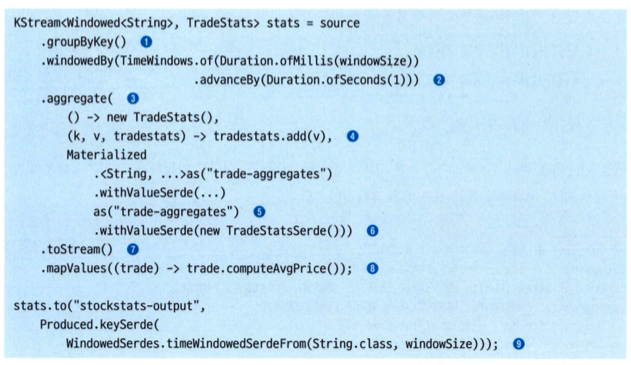 KStream<Windowed<String>, TradeStats> stats = source
.groupByKey() ❶
.windowedBy(TimeWindows.of(Duration.ofMillis(windowSize))
.advanceBy(Duration.ofSeconds(1))) ❷
.aggregate( ❸
() -> new TradeStats(),
(k, v, tradestats) -> tradestats.add(v), ❹
Materialized
.<String, ...>as("trade-aggregates")
.withValueSerde(...)
as("trade-aggregates") ❺
.withValueSerde(new TradeStatsSerde())) ❻
.toStream() ❼
.mapValues((trade) -> trade.computeAvgPrice()); ❽
stats.to("stockstats-output",
Produced.keySerde(
WindowedSerdes.timeWindowedSerdeFrom(String.class, windowSize))); ❾